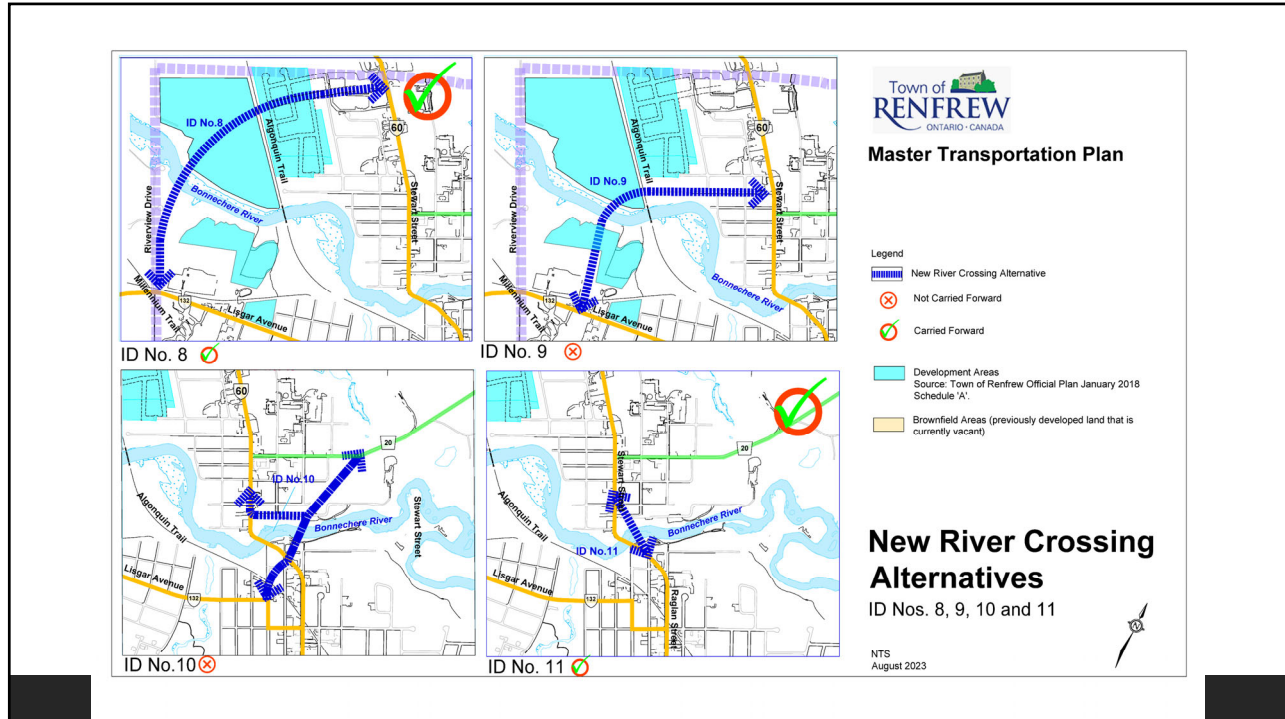 ID No.8
60
Algonquin Trail
Riverview Drive
Bonnechere River
Stewart Street
Millennium Trail
132
Lisgar Avenue
ID No. 8
ID No.9
60
Algonquin Trail
Riverview Drive
Stewart Street
Bonnechere River
Millennium Trail
132
Lisgar Avenue
ID No. 9
60
20
ID No.10
Algonquin Trail
Bonnechere River
Stewart Street
Lisgar Avenue
132
ID No.10
20
Stewart Street
Algonquin Trail
Bonnechere River
ID No.11
Lisgar Avenue
132
Raglan Street
ID No. 11
Town of
RENFREW
ONTARIO · CANADA
Master Transportation Plan
Legend
New River Crossing Alternative
Not Carried Forward
Carried Forward
Development Areas
Source: Town of Renfrew Official Plan January 2018
Schedule 'A'.
Brownfield Areas (previously developed land that is
currently vacant)
New River Crossing
Alternatives
ID Nos. 8, 9, 10 and 11
N
NTS
August 2023